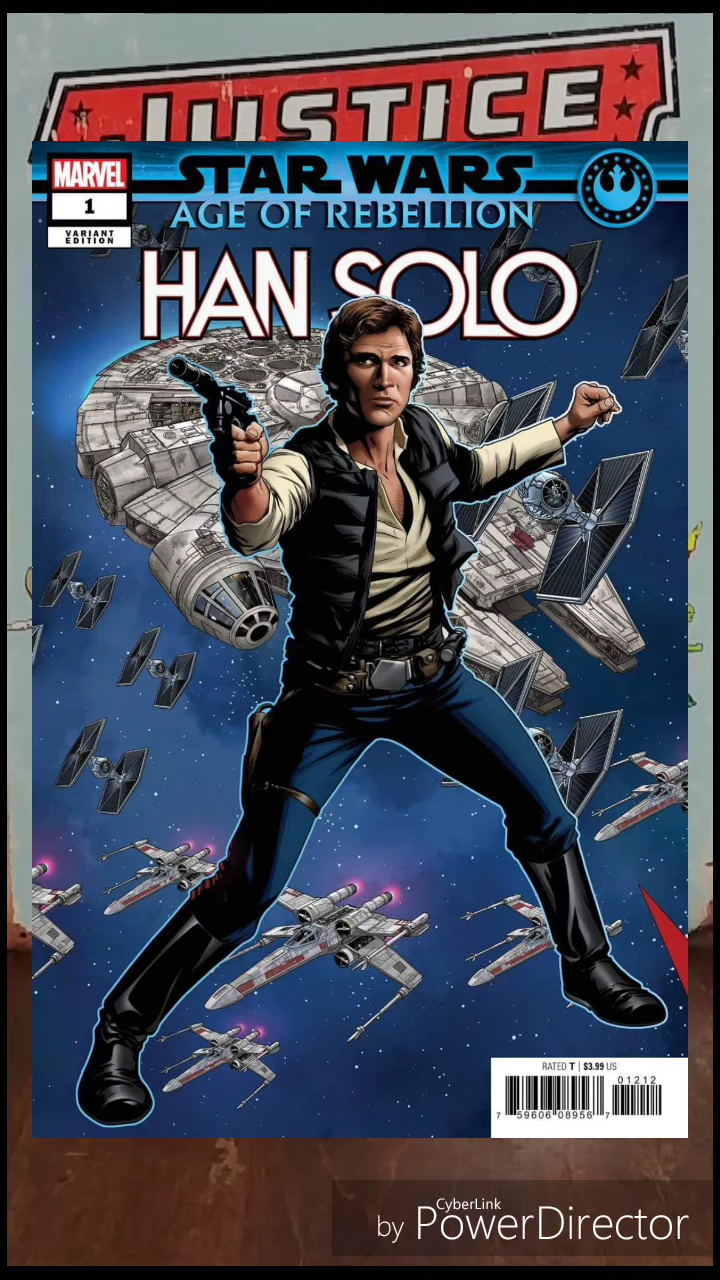 JUSTICE
MARVEL
1
VARIANT
EDITION
STAR WARS
AGE OF REBELLION
HAN SOLO
RATED T | $3.99 US
01212
7 59606 08956 7
by CyberLink PowerDirector